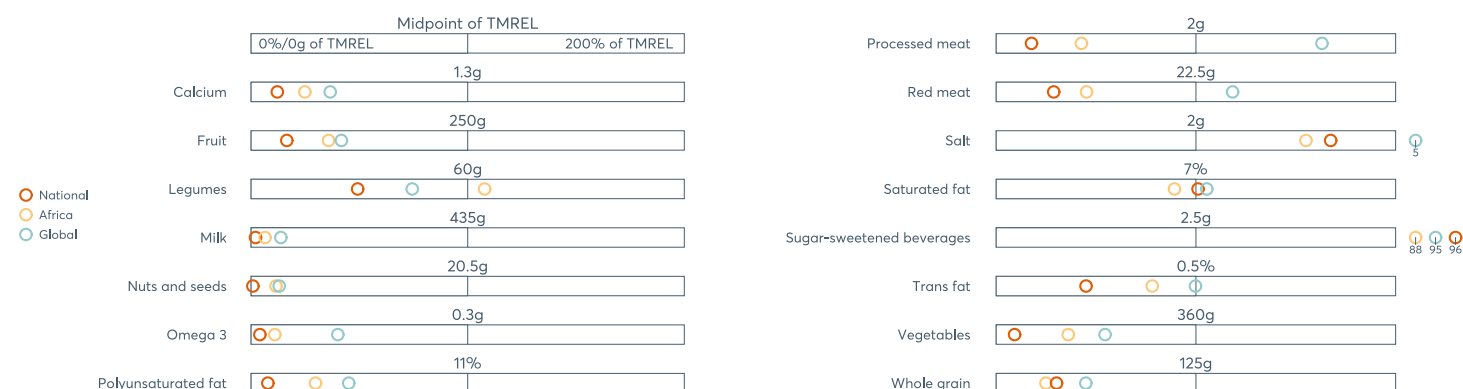 Midpoint of TMREL
0%/0g of TMREL 200% of TMREL
1.3g
Calcium
250g
Fruit
60g
Legumes
435g
Milk
20.5g
Nuts and seeds
0.3g
Omega 3
11%
Polyunsaturated fat
National
Africa
Global
2g
Processed meat
22.5g
Red meat
2g
Salt
5
7%
Saturated fat
2.5g
Sugar-sweetened beverages
88 95 96
0.5%
Trans fat
360g
Vegetables
125g
Whole grain